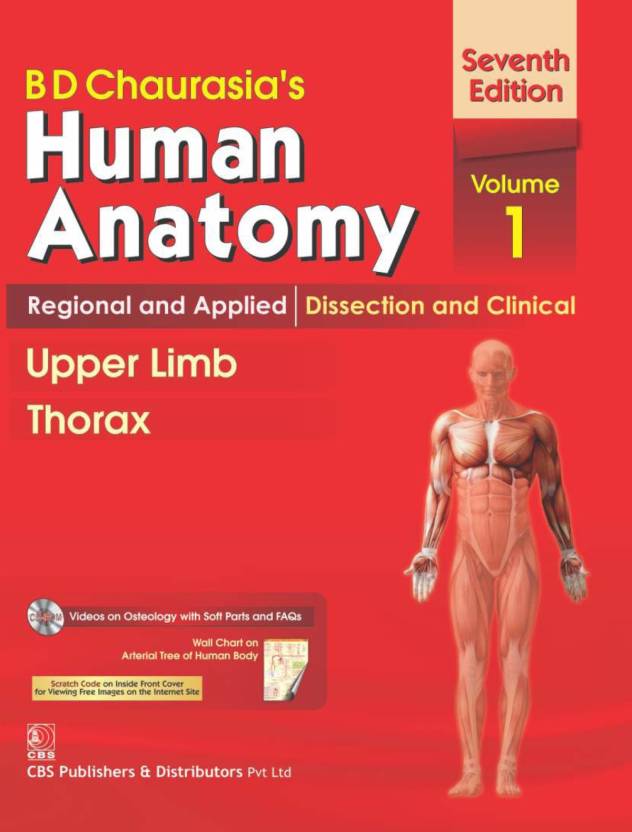 B D Chaurasia's
Human
Anatomy
Seventh
Edition
Volume
1
Regional and Applied | Dissection and Clinical
Upper Limb
Thorax
CD-ROM
Videos on Osteology with Soft Parts and FAQs
Wall Chart on
Arterial Tree of Human Body
Scratch Code on Inside Front Cover
for Viewing Free Images on the Internet Site
CBS
CBS Publishers & Distributors Pvt Ltd